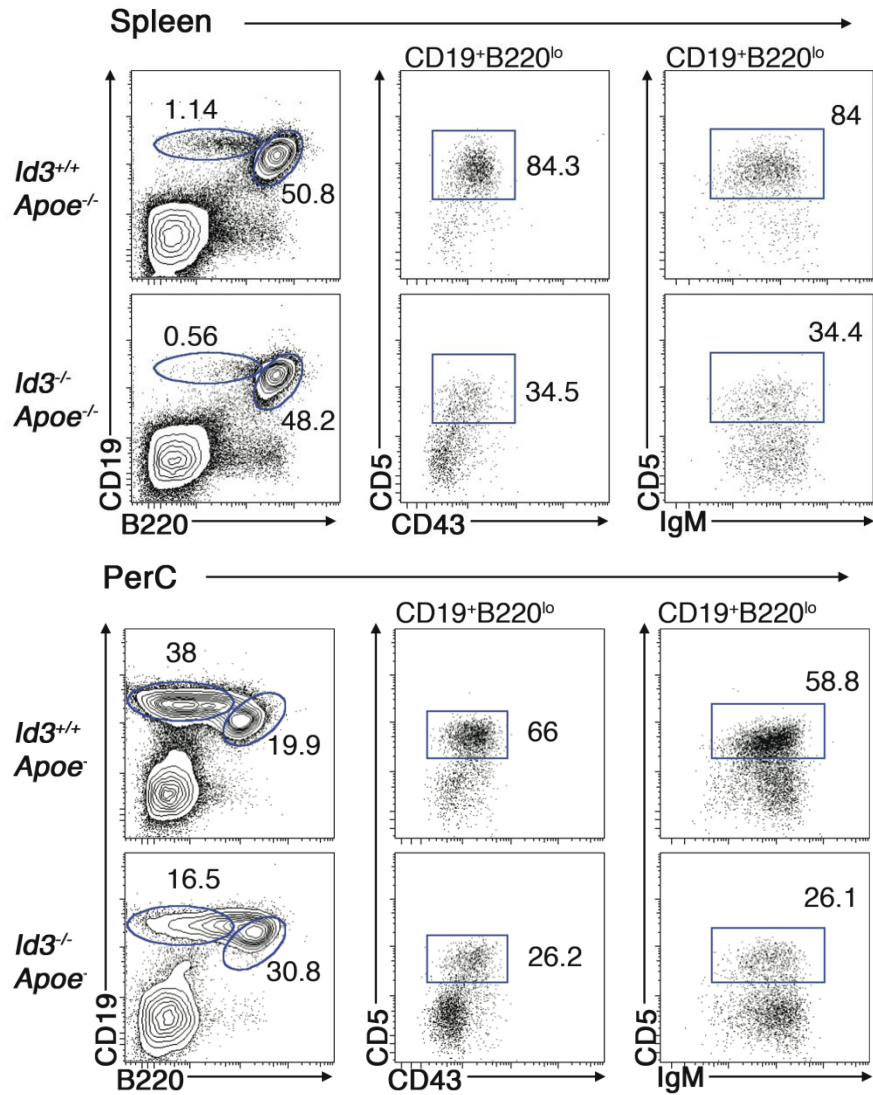 Spleen
CD19+B220lo CD19+B220lo
1.14 84
Id3+/+
Apoe-/-
84.3
50.8
0.56 34.4
Id3-/-
Apoe-/-
34.5
48.2
CD19 CD5 CD5
B220 CD43 IgM
PerC
CD19+B220lo CD19+B220lo
38 58.8
Id3+/+
Apoe-
66
19.9
16.5 26.1
Id3-/-
Apoe-
26.2
30.8
CD19 CD5 CD5
B220 CD43 IgM